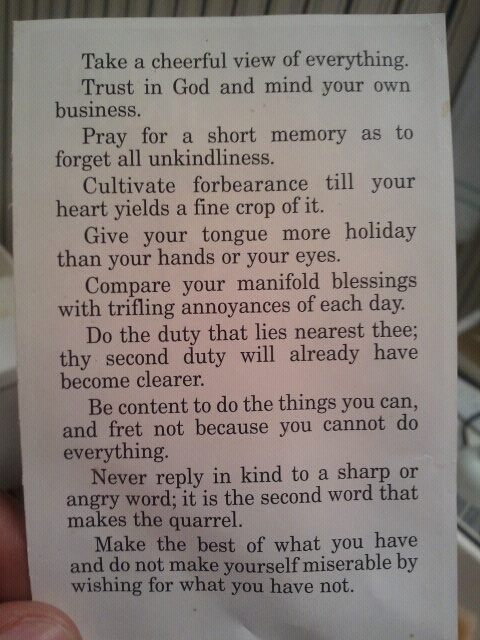 Take a cheerful view of everything.
Trust in God and mind your own
business.
Pray for a short memory as to
forget all unkindliness.
Cultivate forbearance till your
heart yields a fine crop of it.
Give your tongue more holiday
than your hands or your eyes.
Compare your manifold blessings
with trifling annoyances of each day.
Do the duty that lies nearest thee;
thy second duty will already have
become clearer.
Be content to do the things you can,
and fret not because you cannot do
everything.
Never reply in kind to a sharp or
angry word; it is the second word that
makes the quarrel.
Make the best of what you have
and do not make yourself miserable by
wishing for what you have not.